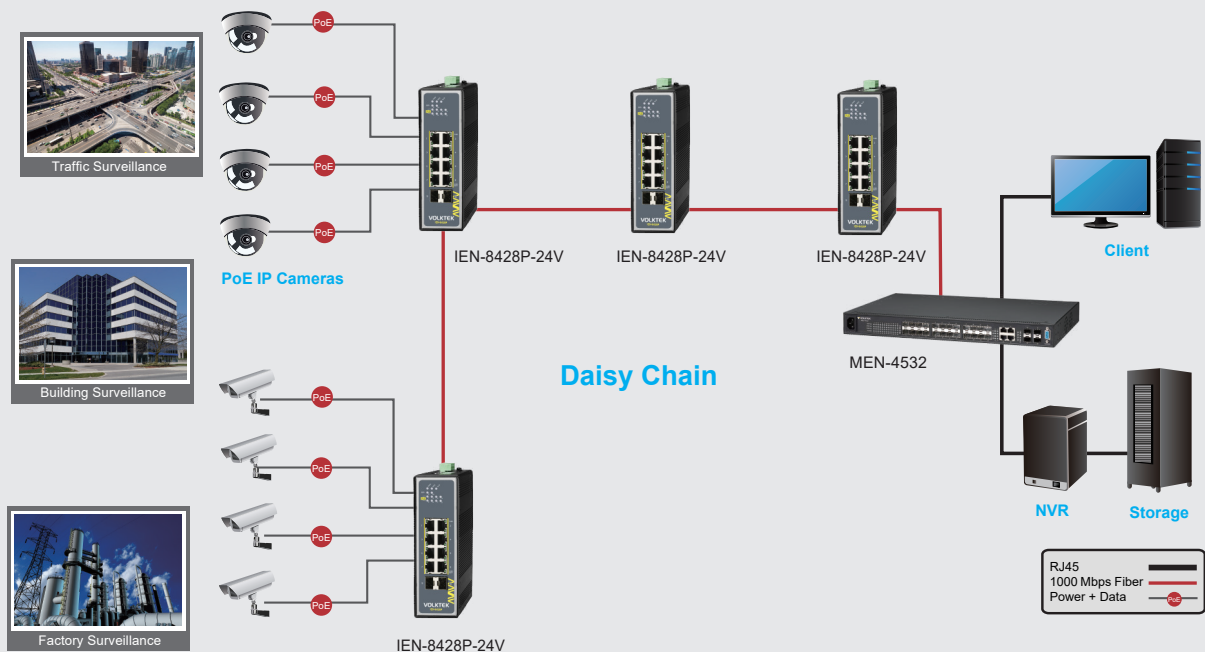 Traffic Surveillance
PoE
PoE
PoE
PoE
PoE IP Cameras
VOLKTEK
IEN-8428P-24V
VOLKTEK
IEN-8428P-24V
VOLKTEK
IEN-8428P-24V
Client
MEN-4532
Daisy Chain
Building Surveillance
PoE
PoE
PoE
PoE
VOLKTEK
IEN-8428P-24V
NVR
Storage
Factory Surveillance
RJ45
1000 Mbps Fiber
Power + Data
PoE